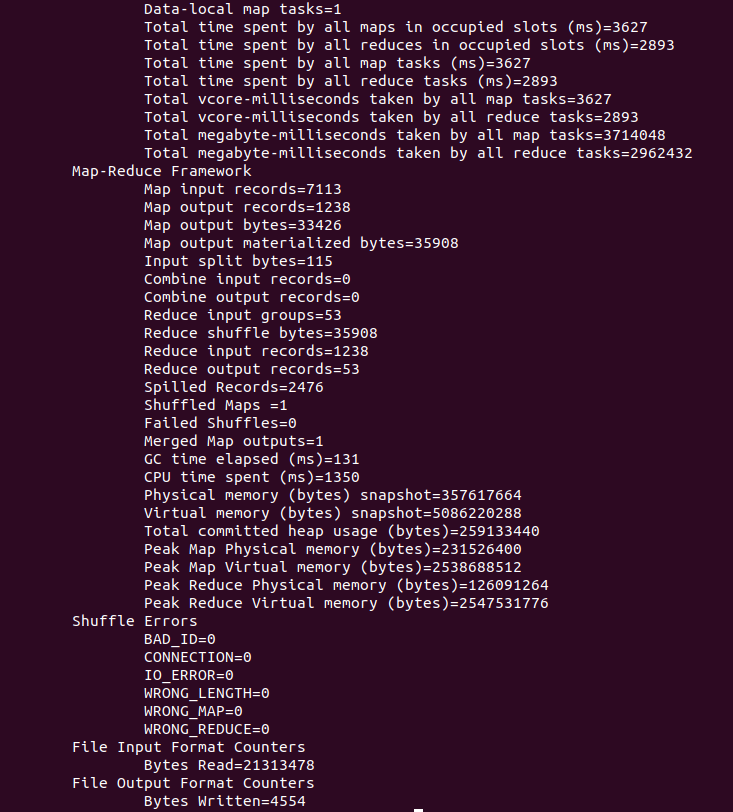 Data-local map tasks=1
Total time spent by all maps in occupied slots (ms)=3627
Total time spent by all reduces in occupied slots (ms)=2893
Total time spent by all map tasks (ms)=3627
Total time spent by all reduce tasks (ms)=2893
Total vcore-milliseconds taken by all map tasks=3627
Total vcore-milliseconds taken by all reduce tasks=2893
Total megabyte-milliseconds taken by all map tasks=3714048
Total megabyte-milliseconds taken by all reduce tasks=2962432
Map-Reduce Framework
Map input records=7113
Map output records=1238
Map output bytes=33426
Map output materialized bytes=35908
Input split bytes=115
Combine input records=0
Combine output records=0
Reduce input groups=53
Reduce shuffle bytes=35908
Reduce input records=1238
Reduce output records=53
Spilled Records=2476
Shuffled Maps =1
Failed Shuffles=0
Merged Map outputs=1
GC time elapsed (ms)=131
CPU time spent (ms)=1350
Physical memory (bytes) snapshot=357617664
Virtual memory (bytes) snapshot=5086220288
Total committed heap usage (bytes)=259133440
Peak Map Physical memory (bytes)=231526400
Peak Map Virtual memory (bytes)=2538688512
Peak Reduce Physical memory (bytes)=126091264
Peak Reduce Virtual memory (bytes)=2547531776
Shuffle Errors
BAD_ID=0
CONNECTION=0
IO_ERROR=0
WRONG_LENGTH=0
WRONG_MAP=0
WRONG_REDUCE=0
File Input Format Counters
Bytes Read=21313478
File Output Format Counters
Bytes Written=4554